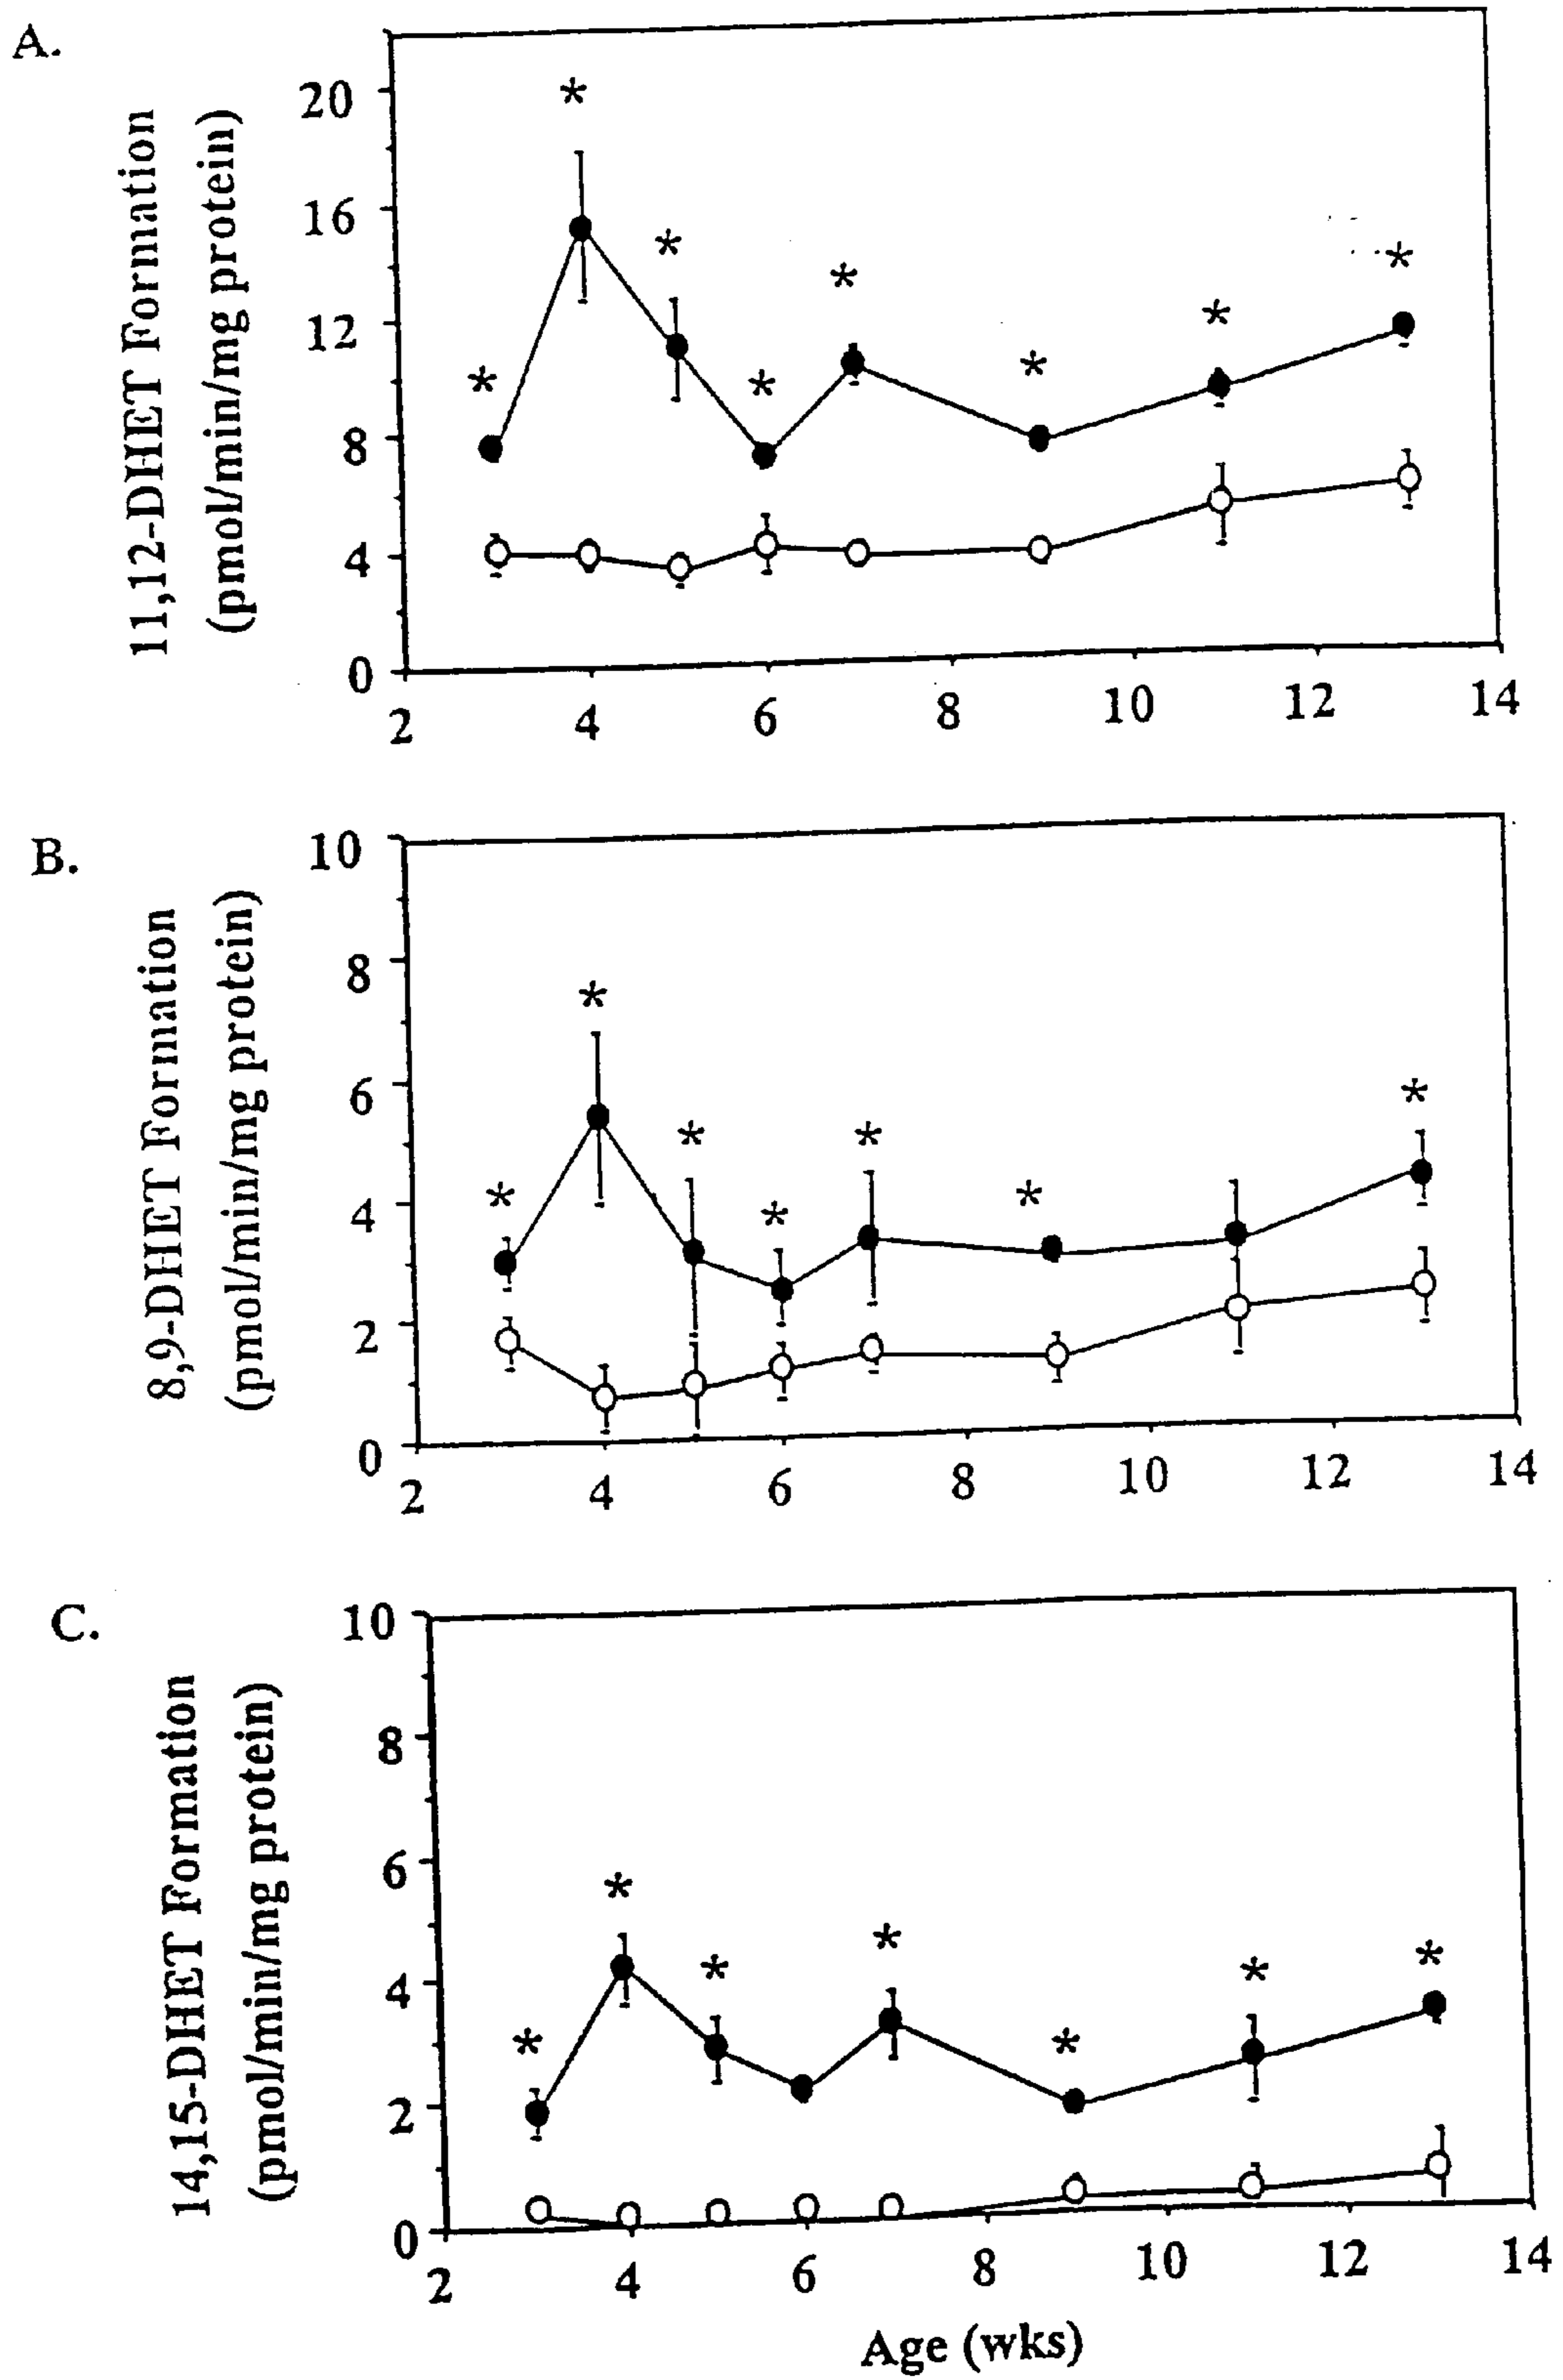 A.
11,12-DHET Formation
(pmol/min/mg protein)
20
16
12
8
4
0
* * * * * * * *
2 4 6 8 10 12 14
B.
8,9-DHET Formation
(pmol/min/mg protein)
10
8
6
4
2
0
* * * * * * *
2 4 6 8 10 12 14
C.
14,15-DHET Formation
(pmol/min/mg protein)
10
8
6
4
2
0
* * * * * * *
2 4 6 8 10 12 14
Age (wks)